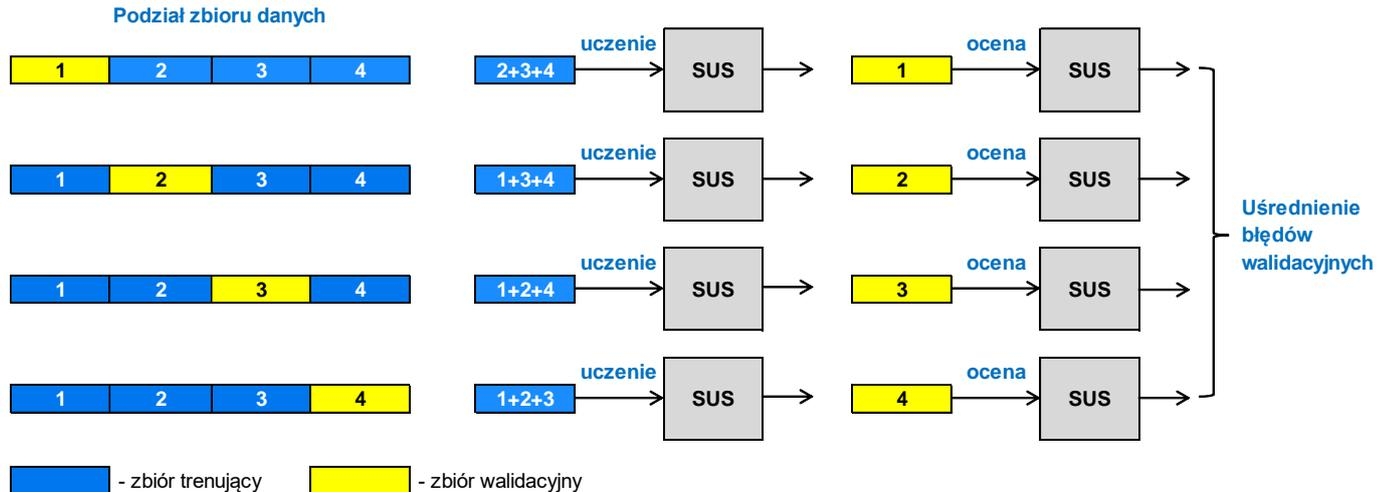 Podział zbioru danych
1 2 3 4 2+3+4 uczenie SUS 1 ocena SUS
1 2 3 4 1+3+4 uczenie SUS 2 ocena SUS
1 2 3 4 1+2+4 uczenie SUS 3 ocena SUS
1 2 3 4 1+2+3 uczenie SUS 4 ocena SUS
Uśrednienie
błędów
walidacyjnych
- zbiór trenujący - zbiór walidacyjny